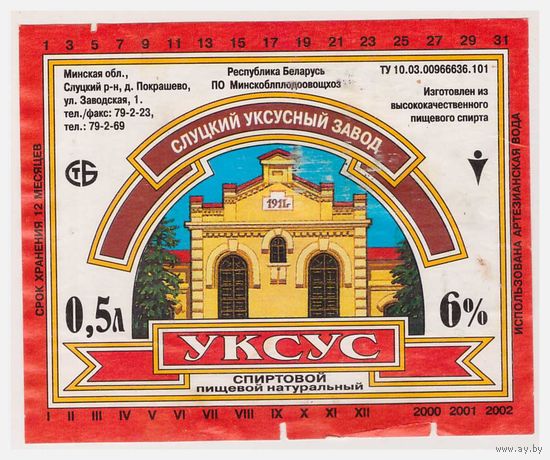 1 3 5 7 9 11 13 15 17 19 21 23 25 27 29 31
Минская обл.,
Слуцкий р-н, д. Покрашево,
ул. Заводская, 1.
тел./факс: 79-2-23,
тел.: 79-2-69
Республика Беларусь
ПО Минскоблплодоовощхоз
ТУ 10.03.00966636.101
Изготовлен из
высококачественного
пищевого спирта
СЛУЦКИЙ УКСУСНЫЙ ЗАВОД
СТБ
1911г.
СРОК ХРАНЕНИЯ 12 МЕСЯЦЕВ
ИСПОЛЬЗОВАНА АРТЕЗИАНСКАЯ ВОДА
0,5л
6%
УКСУС
СПИРТОВОЙ
пищевой натуральный
I II III IV V VI VII VIII IX X XI XII 2000 2001 2002
www.ay.by